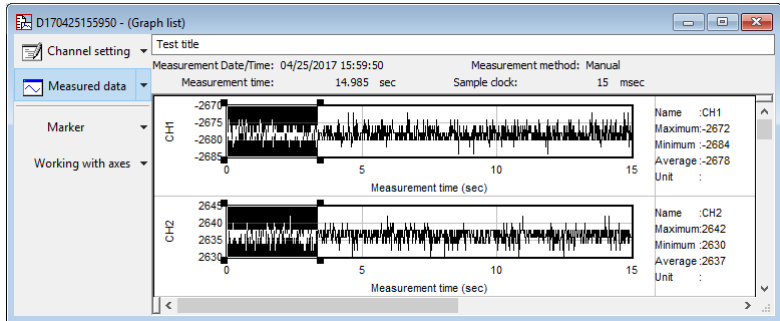 D170425155950 - (Graph list)
Channel setting
Test title
Measurement Date/Time: 04/25/2017 15:59:50 Measurement method: Manual
Measured data
Measurement time: 14.985 sec Sample clock: 15 msec
Marker
Working with axes
CH1
-2670
-2675
-2680
-2685
0 5 10 15
Measurement time (sec)
Name :CH1
Maximum:-2672
Minimum :-2684
Average :-2678
Unit :
CH2
2645
2640
2635
2630
0 5 10 15
Measurement time (sec)
Name :CH2
Maximum:2642
Minimum :2630
Average :2637
Unit :